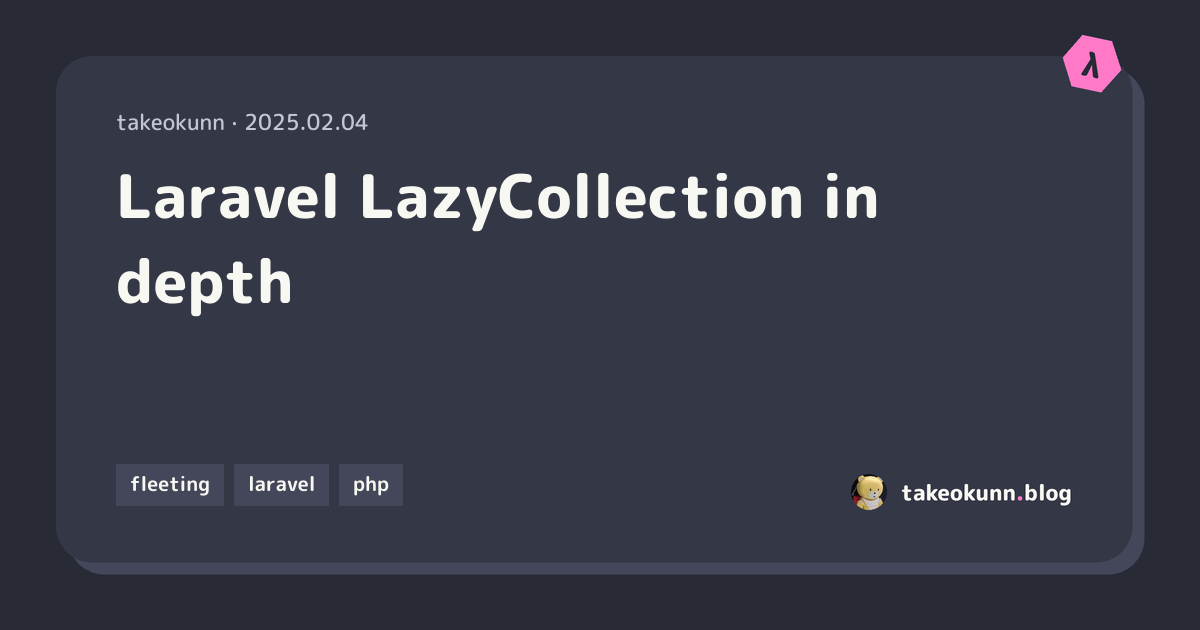 λ
takeokunn · 2025.02.04
Laravel LazyCollection in
depth
fleeting laravel php
takeokunn.blog